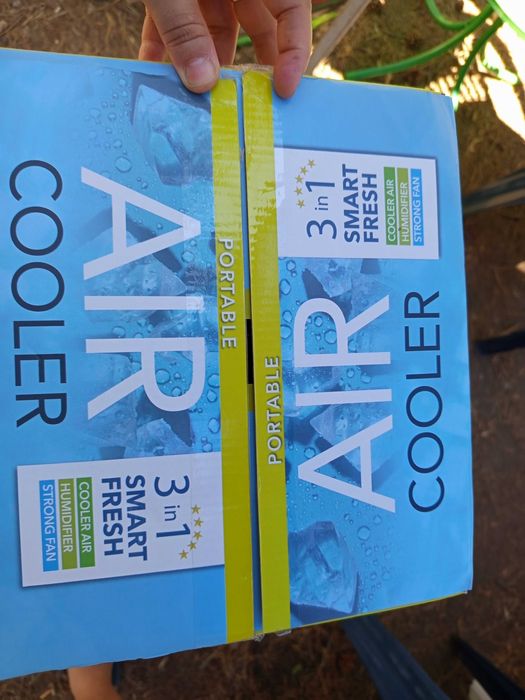 PORTABLE
AIR
COOLER
3 in 1
SMART
FRESH
COOLER AIR
HUMIDIFIER
STRONG FAN
PORTABLE
AIR
COOLER
3 in 1
SMART
FRESH
COOLER AIR
HUMIDIFIER
STRONG FAN